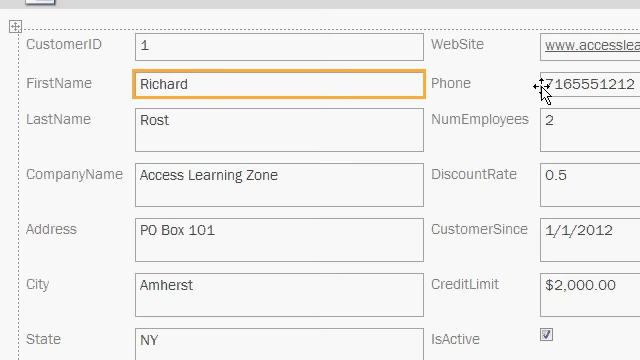 CustomerID 1 WebSite www.accesslea
FirstName Richard Phone 7165551212
LastName Rost NumEmployees 2
CompanyName Access Learning Zone DiscountRate 0.5
Address PO Box 101 CustomerSince 1/1/2012
City Amherst CreditLimit $2,000.00
State NY IsActive